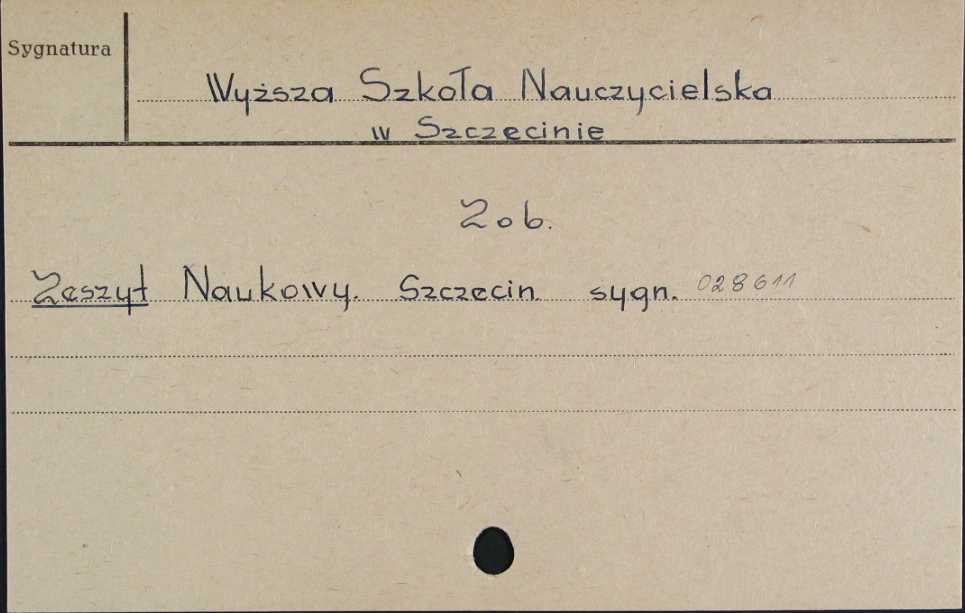 Sygnatura
Wyższa Szkoła Nauczycielska
w Szczecinie
Zob.
Zeszyt Naukowy. Szczecin sygn. 028611